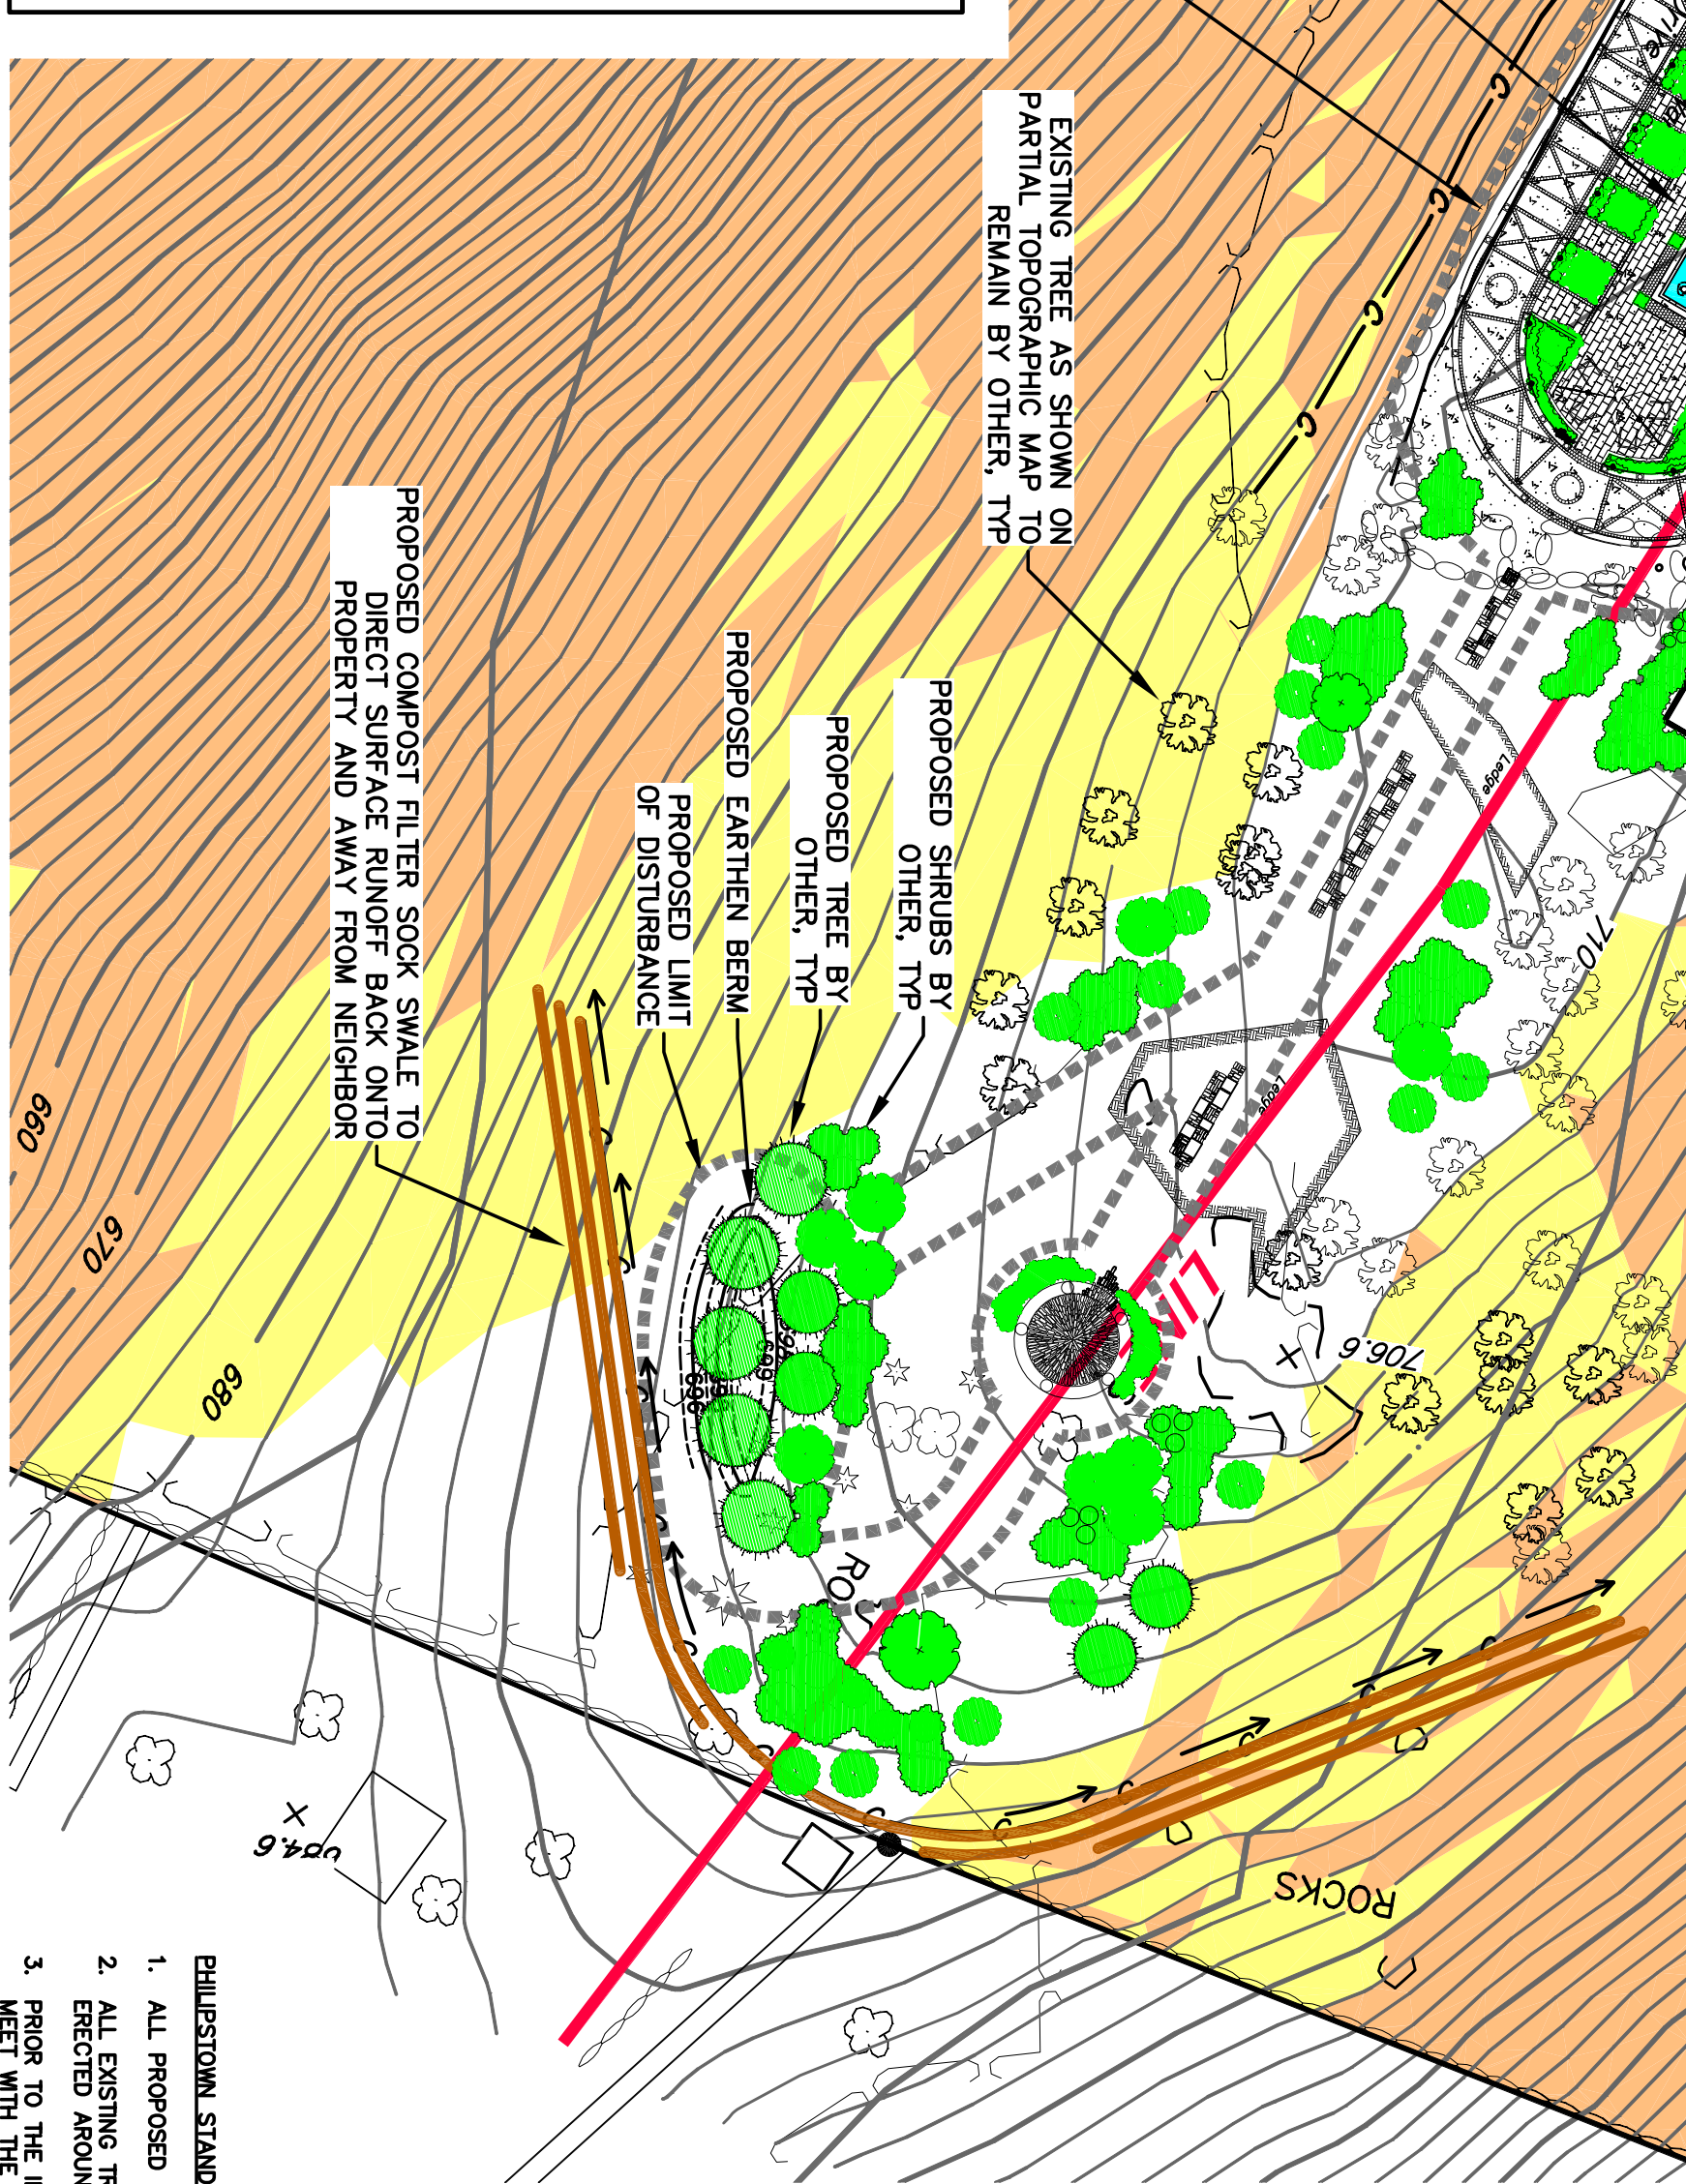 EXISTING TREE AS SHOWN ON
PARTIAL TOPOGRAPHIC MAP TO
REMAIN BY OTHER, TYP
PROPOSED SHRUBS BY
OTHER, TYP
PROPOSED TREE BY
OTHER, TYP
PROPOSED EARTHEN BERM
PROPOSED LIMIT
OF DISTURBANCE
PROPOSED COMPOST FILTER SOCK SWALE TO
DIRECT SURFACE RUNOFF BACK ONTO
PROPERTY AND AWAY FROM NEIGHBOR
Ledge
Ledge
710
706.6
699
696
660
670
680
ROCKS
C
C
C
C
C
PHILIPSTOWN STAND
1. ALL PROPOSED
2. ALL EXISTING TR
ERECTED AROUN
3. PRIOR TO THE I
MEET WITH THE